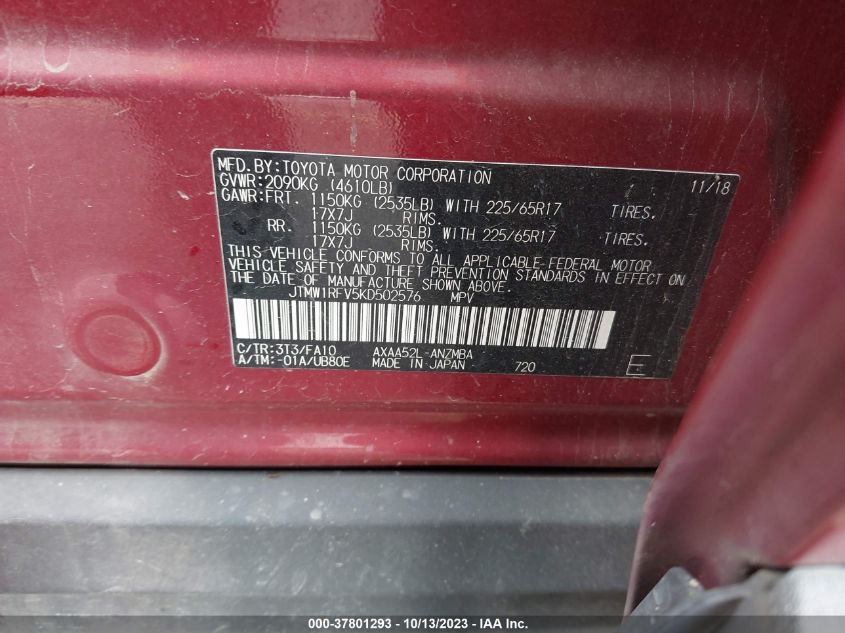 MFD.BY:TOYOTA MOTOR CORPORATION 11/18
GVWR:2090KG (4610LB)
GAWR:FRT. 1150KG (2535LB) WITH 225/65R17 TIRES.
17X7J RIMS.
RR. 1150KG (2535LB) WITH 225/65R17 TIRES.
17X7J RIMS.
THIS VEHICLE CONFORMS TO ALL APPLICABLE FEDERAL MOTOR
VEHICLE SAFETY AND THEFT PREVENTION STANDARDS IN EFFECT ON
THE DATE OF MANUFACTURE SHOWN ABOVE.
JTMW1RFV5KD502576 MPV
C/TR:3T3/FA10 AXAA52L-ANZMBA
A/TM:-01A/UB80E MADE IN JAPAN 720 E
000-37801293 - 10/13/2023 - IAA Inc.